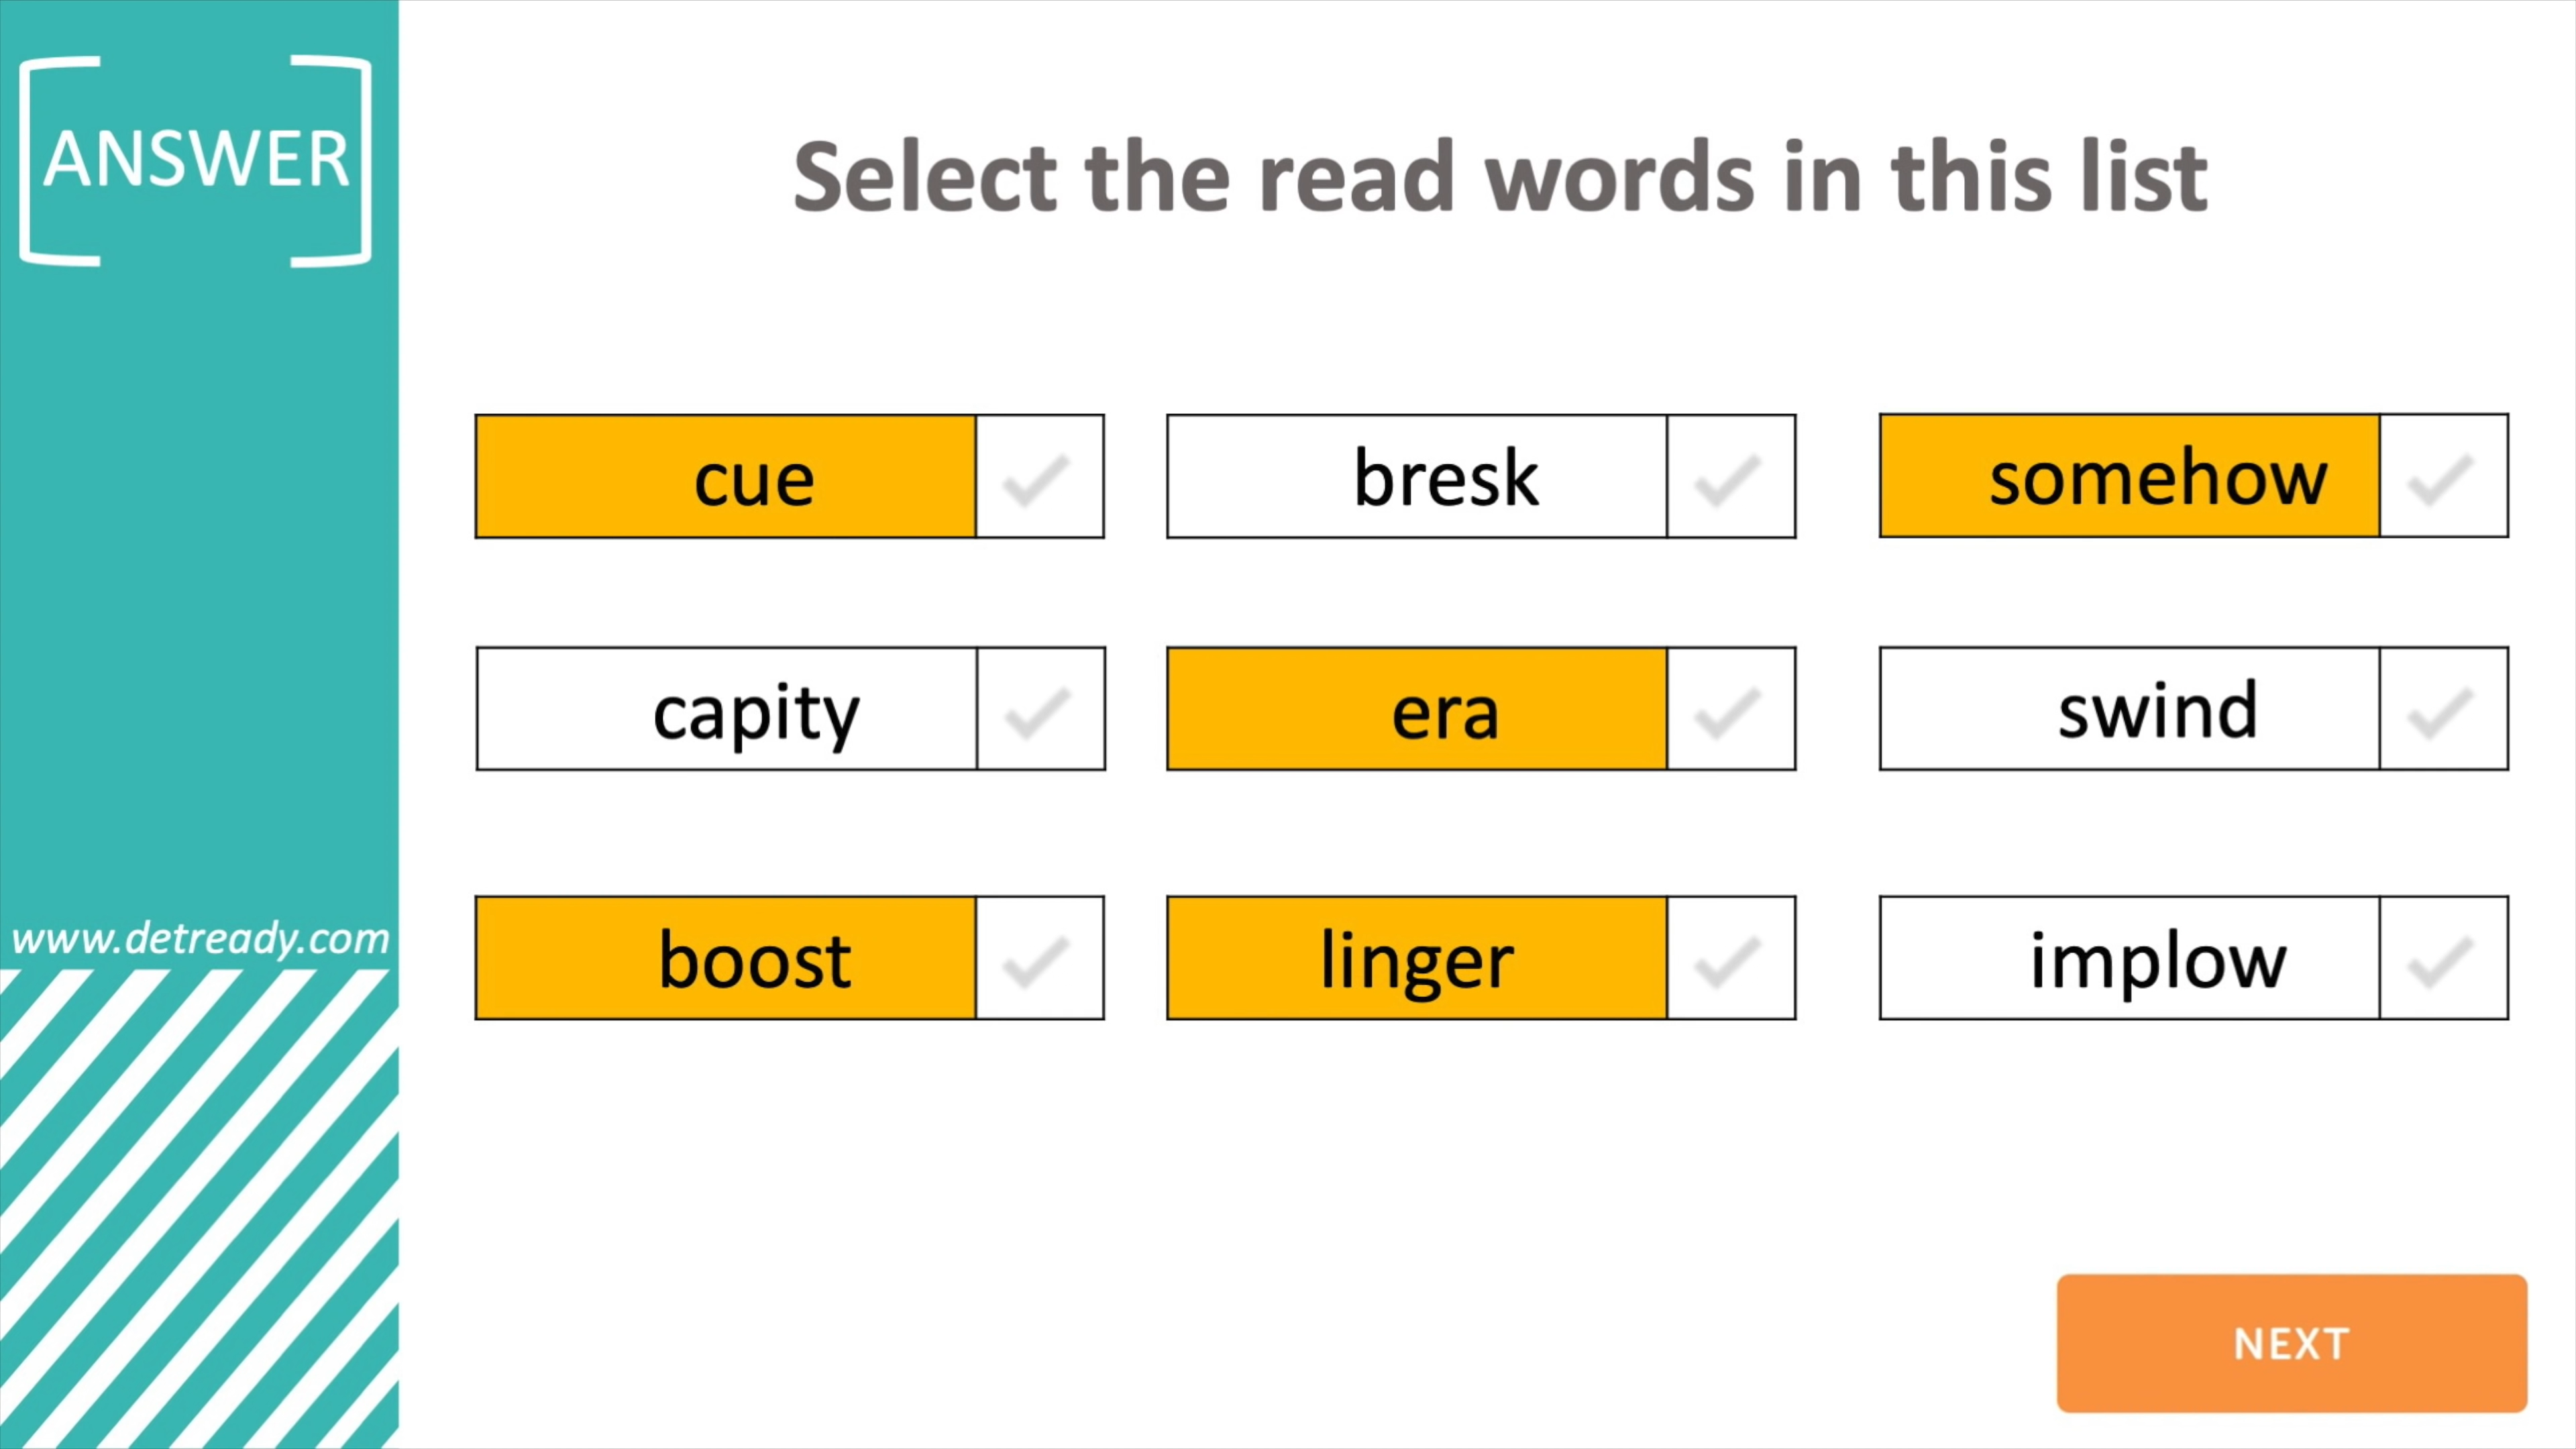 ANSWER
Select the read words in this list
cue
bresk
somehow
capity
era
swind
boost
linger
implow
www.detready.com
NEXT